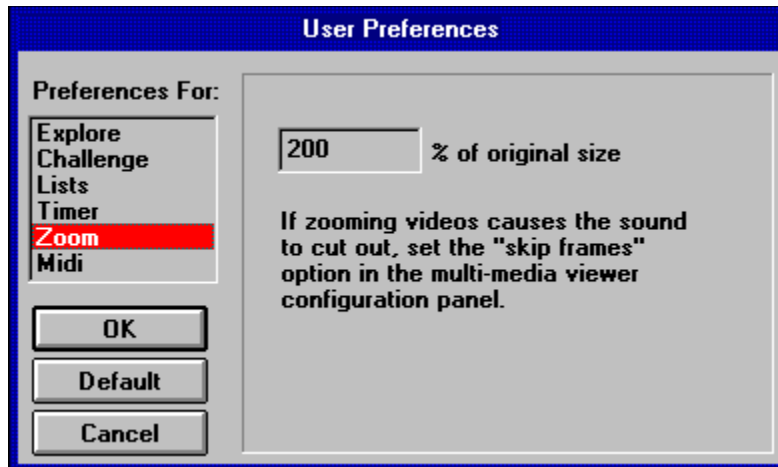 User Preferences
Preferences For:
Explore
Challenge
Lists
Timer
Zoom
Midi
OK
Default
Cancel
200 % of original size
If zooming videos causes the sound
to cut out, set the "skip frames"
option in the multi-media viewer
configuration panel.